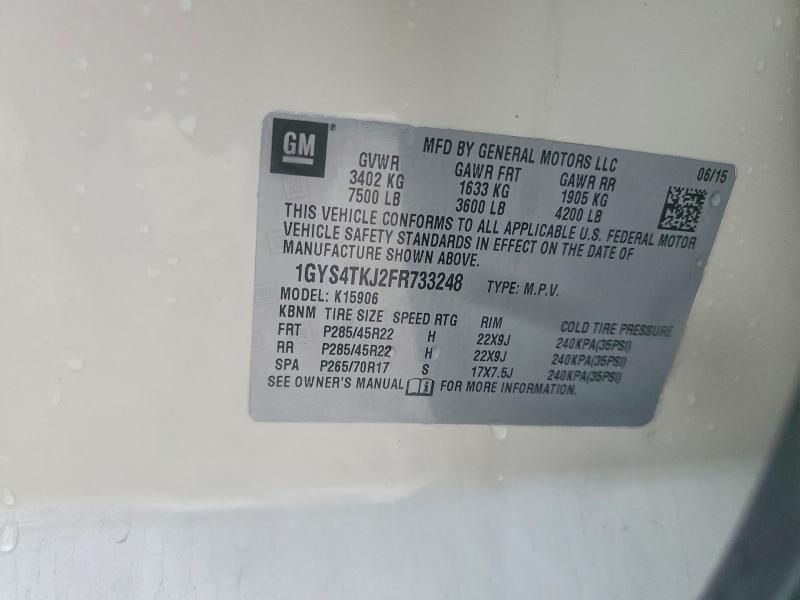 GM
MFD BY GENERAL MOTORS LLC 06/15
GVWR GAWR FRT GAWR RR
3402 KG 1633 KG 1905 KG
7500 LB 3600 LB 4200 LB
THIS VEHICLE CONFORMS TO ALL APPLICABLE U.S. FEDERAL MOTOR
VEHICLE SAFETY STANDARDS IN EFFECT ON THE DATE OF
MANUFACTURE SHOWN ABOVE.
1GYS4TKJ2FR733248 TYPE: M.P.V.
MODEL: K15906
KBNM TIRE SIZE SPEED RTG RIM COLD TIRE PRESSURE
FRT P285/45R22 H 22X9J 240KPA(35PSI)
RR P285/45R22 H 22X9J 240KPA(35PSI)
SPA P265/70R17 S 17X7.5J 240KPA(35PSI)
SEE OWNER'S MANUAL FOR MORE INFORMATION.